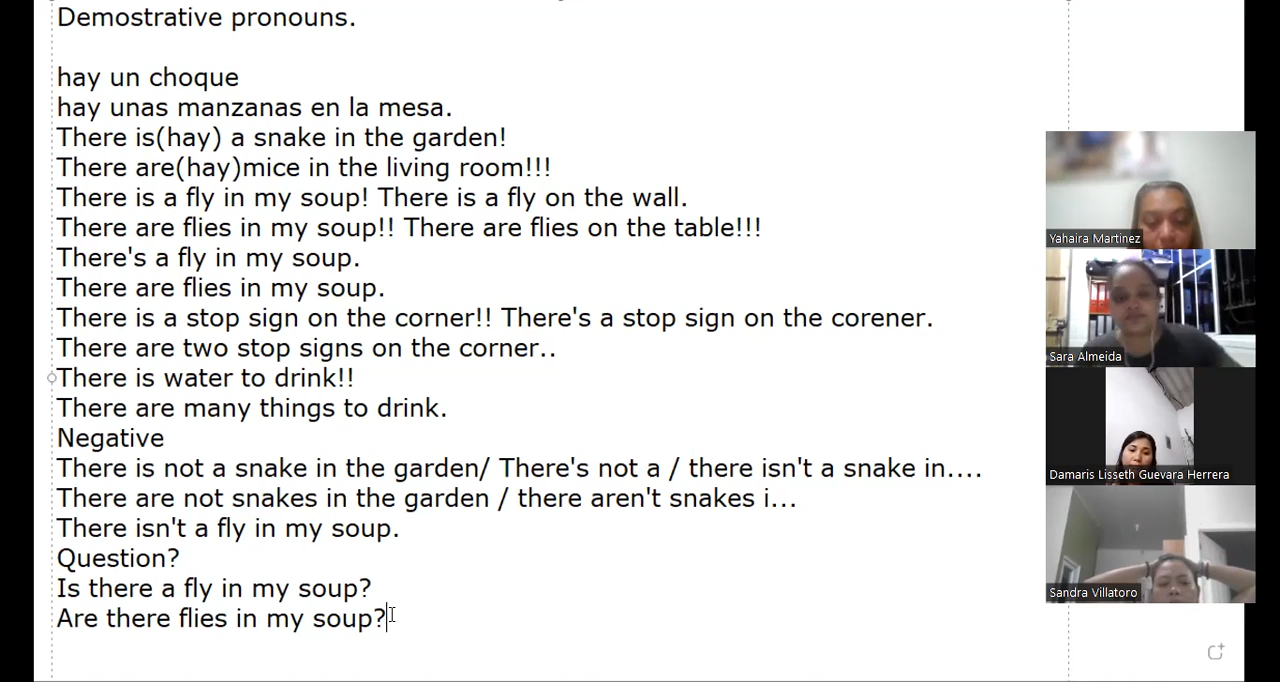 Demostrative pronouns.
hay un choque
hay unas manzanas en la mesa.
There is(hay) a snake in the garden!
There are(hay)mice in the living room!!!
There is a fly in my soup! There is a fly on the wall.
There are flies in my soup!! There are flies on the table!!!
There's a fly in my soup.
There are flies in my soup.
There is a stop sign on the corner!! There's a stop sign on the corener.
There are two stop signs on the corner..
There is water to drink!!
There are many things to drink.
Negative
There is not a snake in the garden/ There's not a / there isn't a snake in....
There are not snakes in the garden / there aren't snakes i...
There isn't a fly in my soup.
Question?
Is there a fly in my soup?
Are there flies in my soup?
Yahaira Martinez
Sara Almeida
Damaris Lisseth Guevara Herrera
Sandra Villatoro